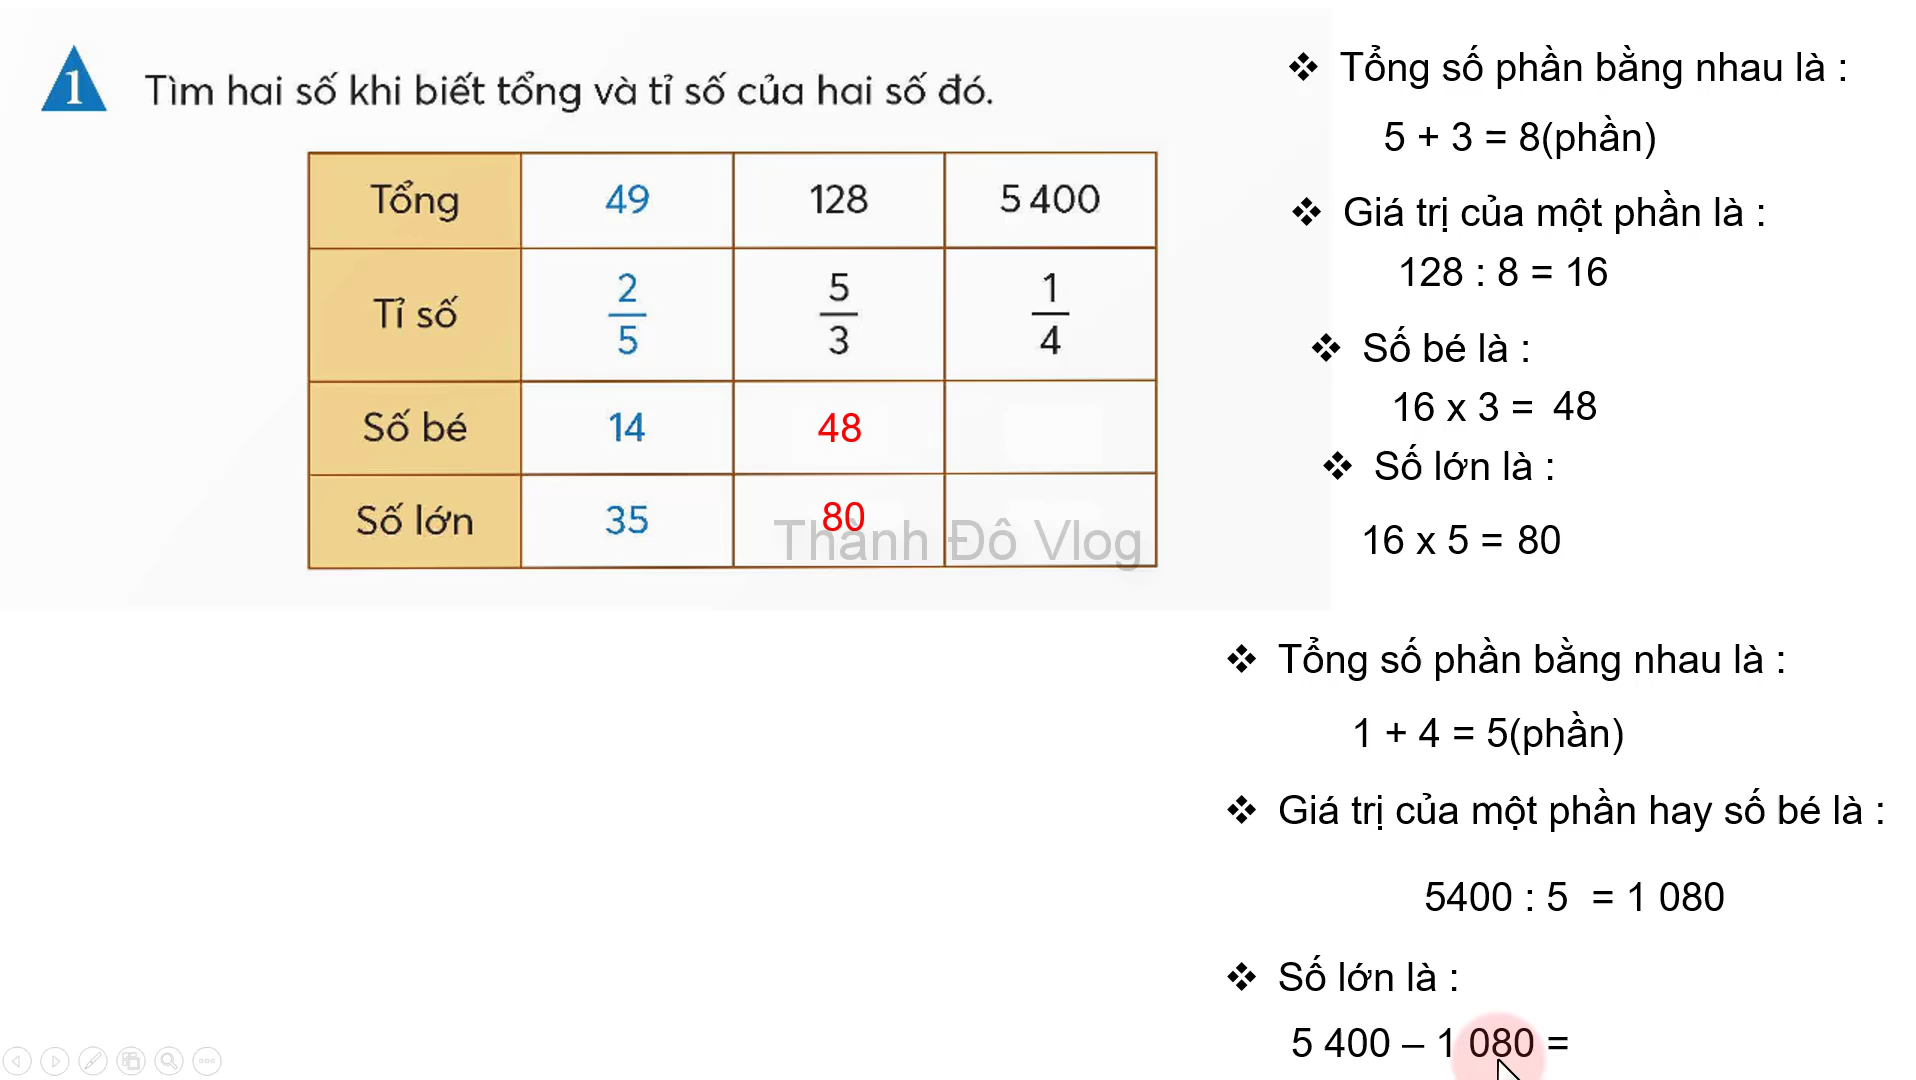 1 Tìm hai số khi biết tổng và tỉ số của hai số đó.
Tổng 49 128 5 400
Tỉ số 2/5 5/3 1/4
Số bé 14 48
Số lớn 35 80
Thành Đô Vlog
❖ Tổng số phần bằng nhau là :
5 + 3 = 8(phần)
❖ Giá trị của một phần là :
128 : 8 = 16
❖ Số bé là :
16 x 3 = 48
❖ Số lớn là :
16 x 5 = 80
❖ Tổng số phần bằng nhau là :
1 + 4 = 5(phần)
❖ Giá trị của một phần hay số bé là :
5400 : 5 = 1 080
❖ Số lớn là :
5 400 – 1 080 =